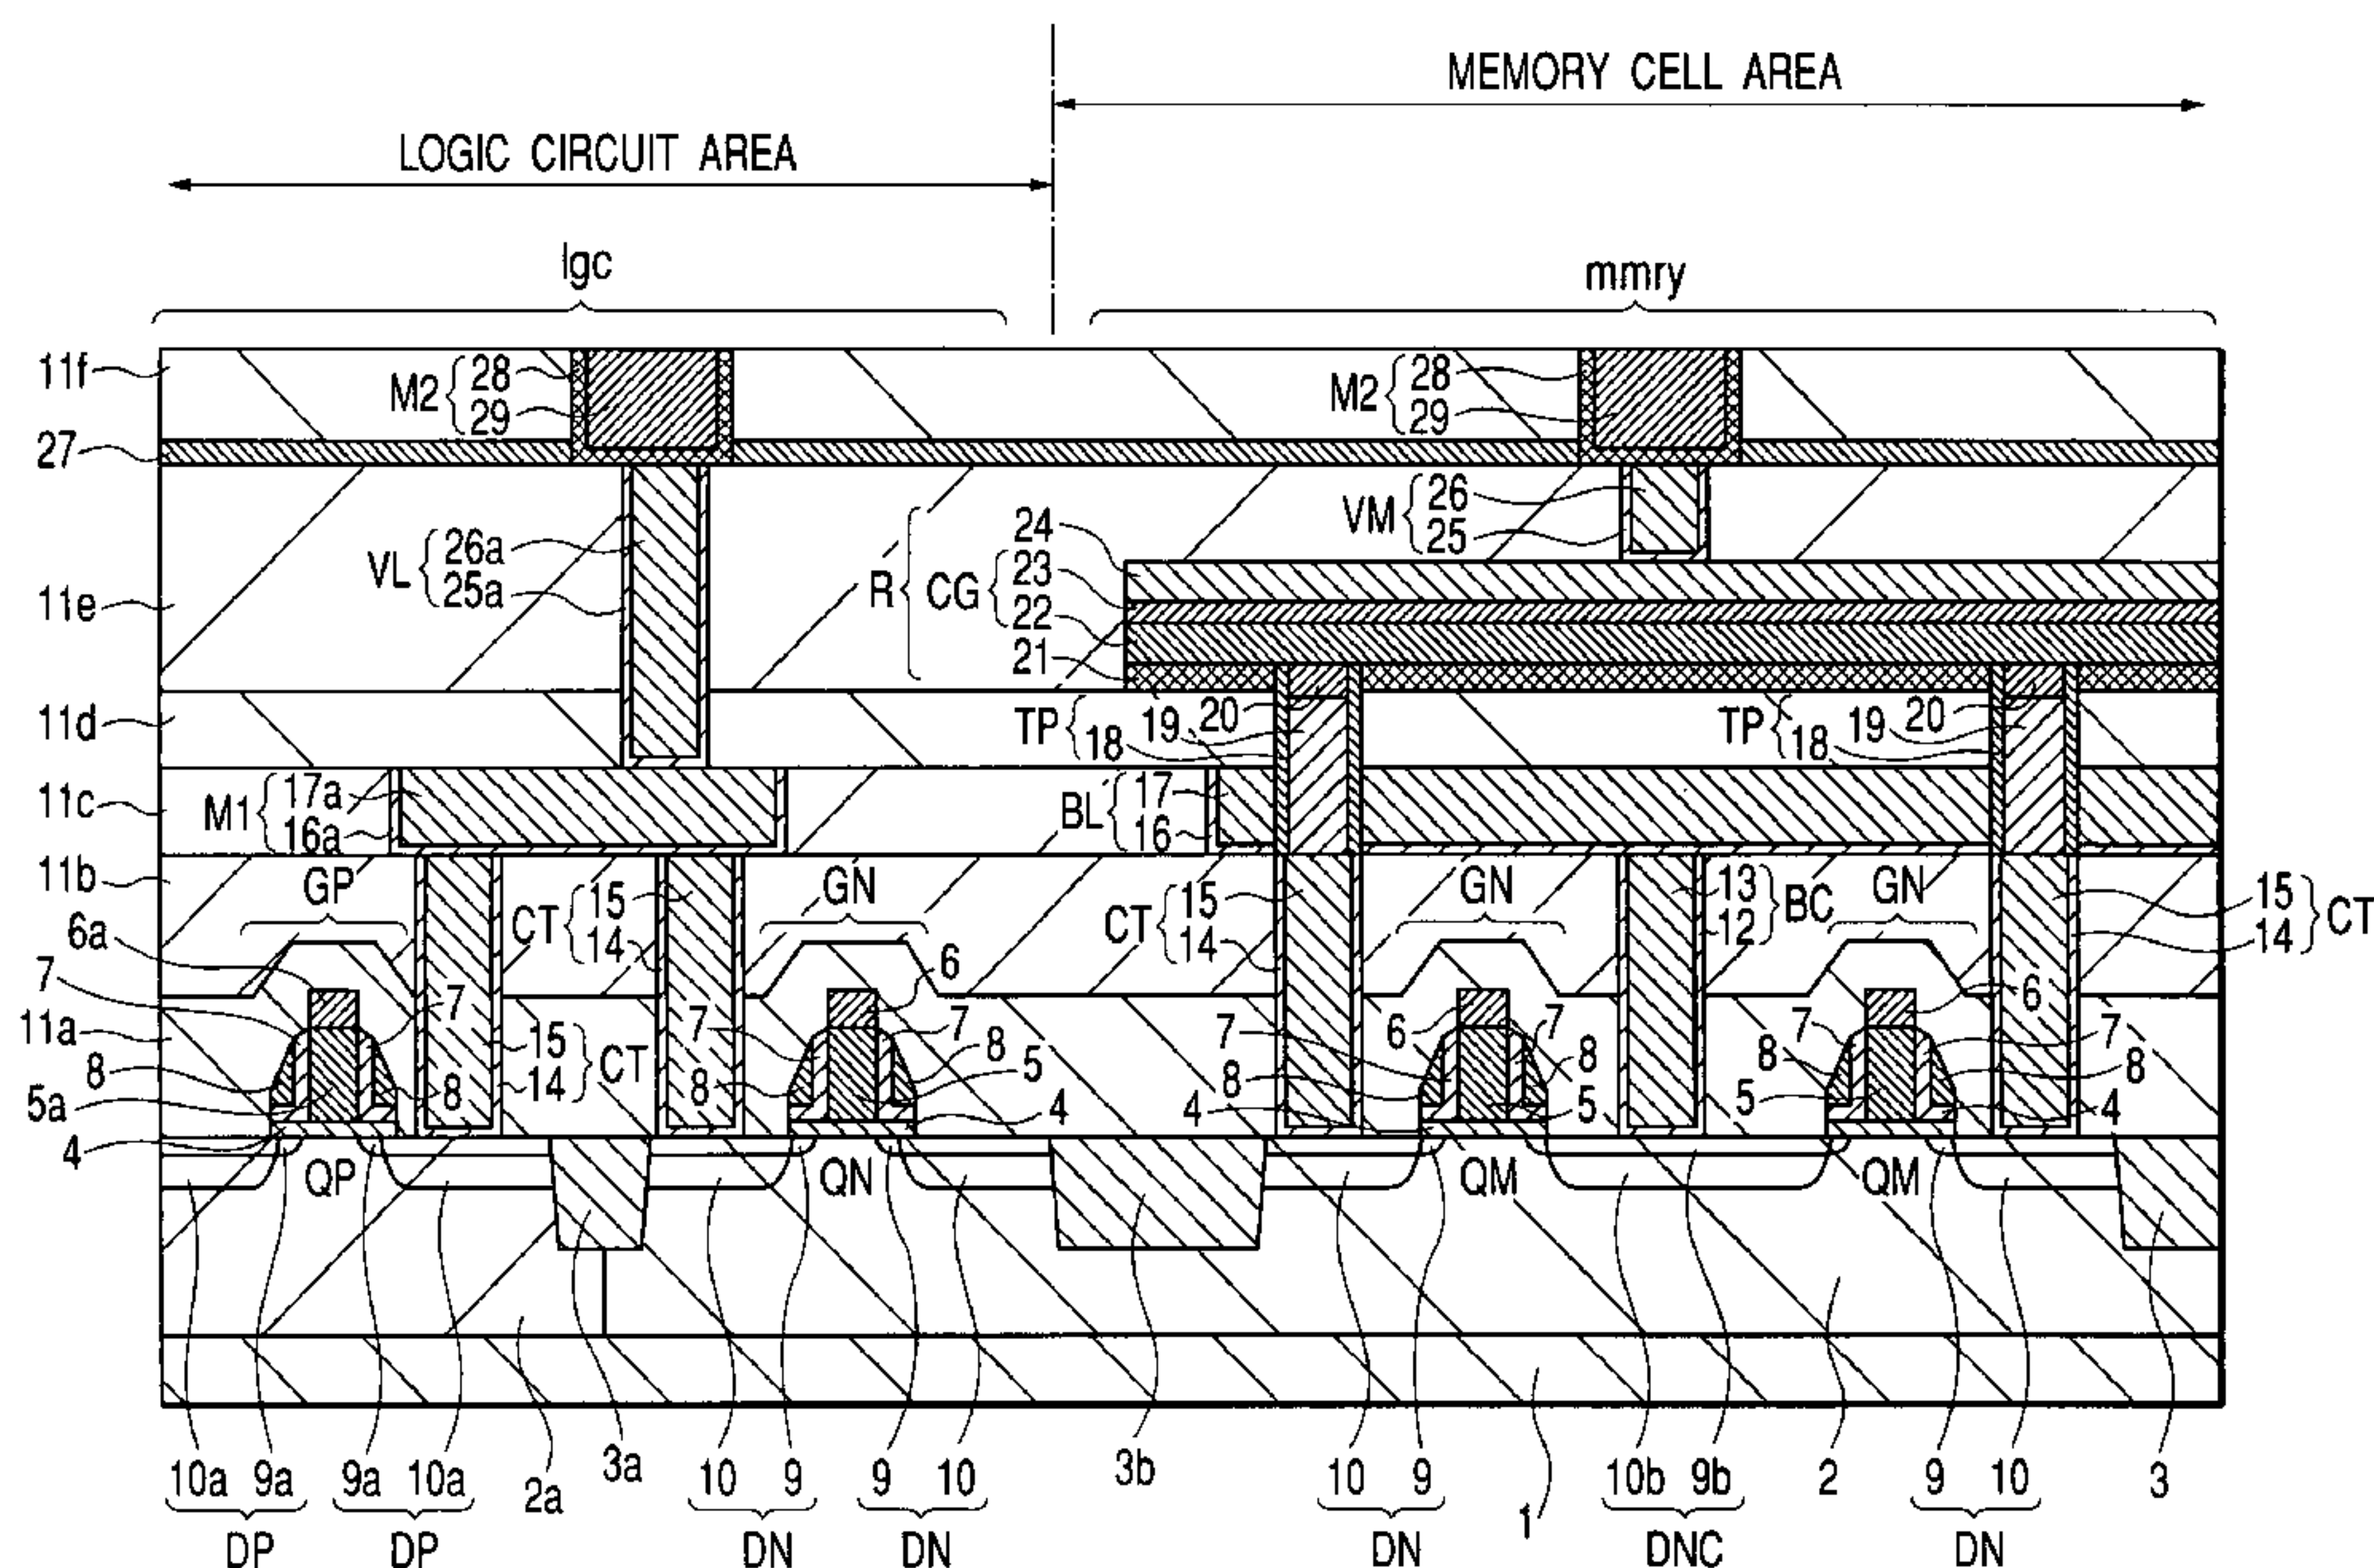 MEMORY CELL AREA
LOGIC CIRCUIT AREA
lgc
mmry
11f
M2 { 28
29
M2 { 28
29
27
VM { 26
25
24
VL { 26a
25a
R { CG { 23
22
21
11e
11d
TP { 19 20
18
TP { 19 20
18
11c
M1 { 17a
16a
BL { 17
16
11b
GP
CT { 15
14
GN
CT { 15
14
GN
13
12 } BC
GN
15
14 } CT
6a
6
7
7
7
7
7
7
7
7
6
6
11a
15
14 } CT
8
8
8
8
8
8
8
8
5a
5
5
5
4
4
4
4
QP
QN
QM
QM
10a 9a
DP
9a 10a
DP
2a
3a
10 9
DN
9 10
DN
3b
10 9
DN
1
10b 9b
DNC
2
9 10
DN
3